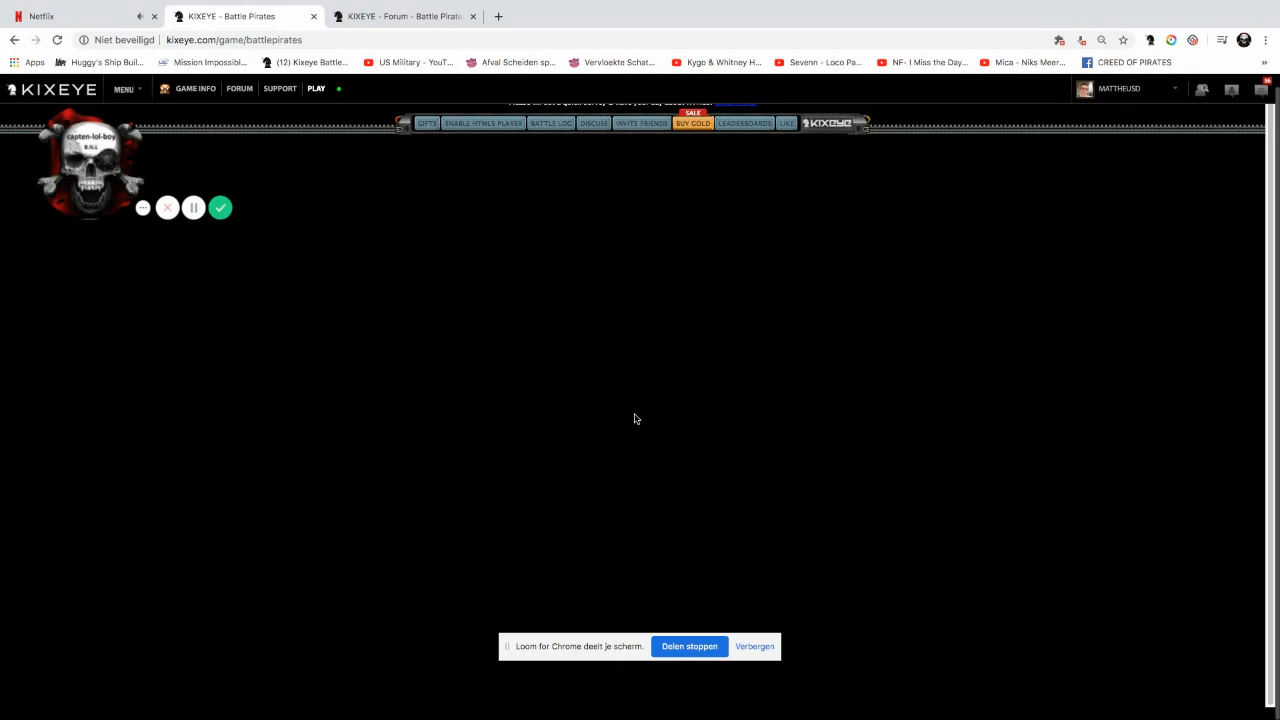 Netflix
KIXEYE - Battle Pirates
KIXEYE - Forum - Battle Pirate
Niet beveiligd
kixeye.com/game/battlepirates
Apps
Huggy's Ship Buil...
Mission Impossibl...
(12) Kixeye Battle...
US Military - YouT...
Afval Scheiden sp...
Vervloekte Schat...
Kygo & Whitney H...
Sevenn - Loco Pa...
NF- I Miss the Day...
Mica - Niks Meer...
CREED OF PIRATES
»
KIXEYE
MENU
GAME INFO
FORUM
SUPPORT
PLAY
MATTHEUSD
SALE
GIFTS
ENABLE HTML5 PLAYER
BATTLE LOG
DISCUSS
INVITE FRIENDS
BUY GOLD
LEADERBOARDS
LIKE
KIXEYE
capten-lol-boy
B.N.L
Loom for Chrome deelt je scherm.
Delen stoppen
Verbergen